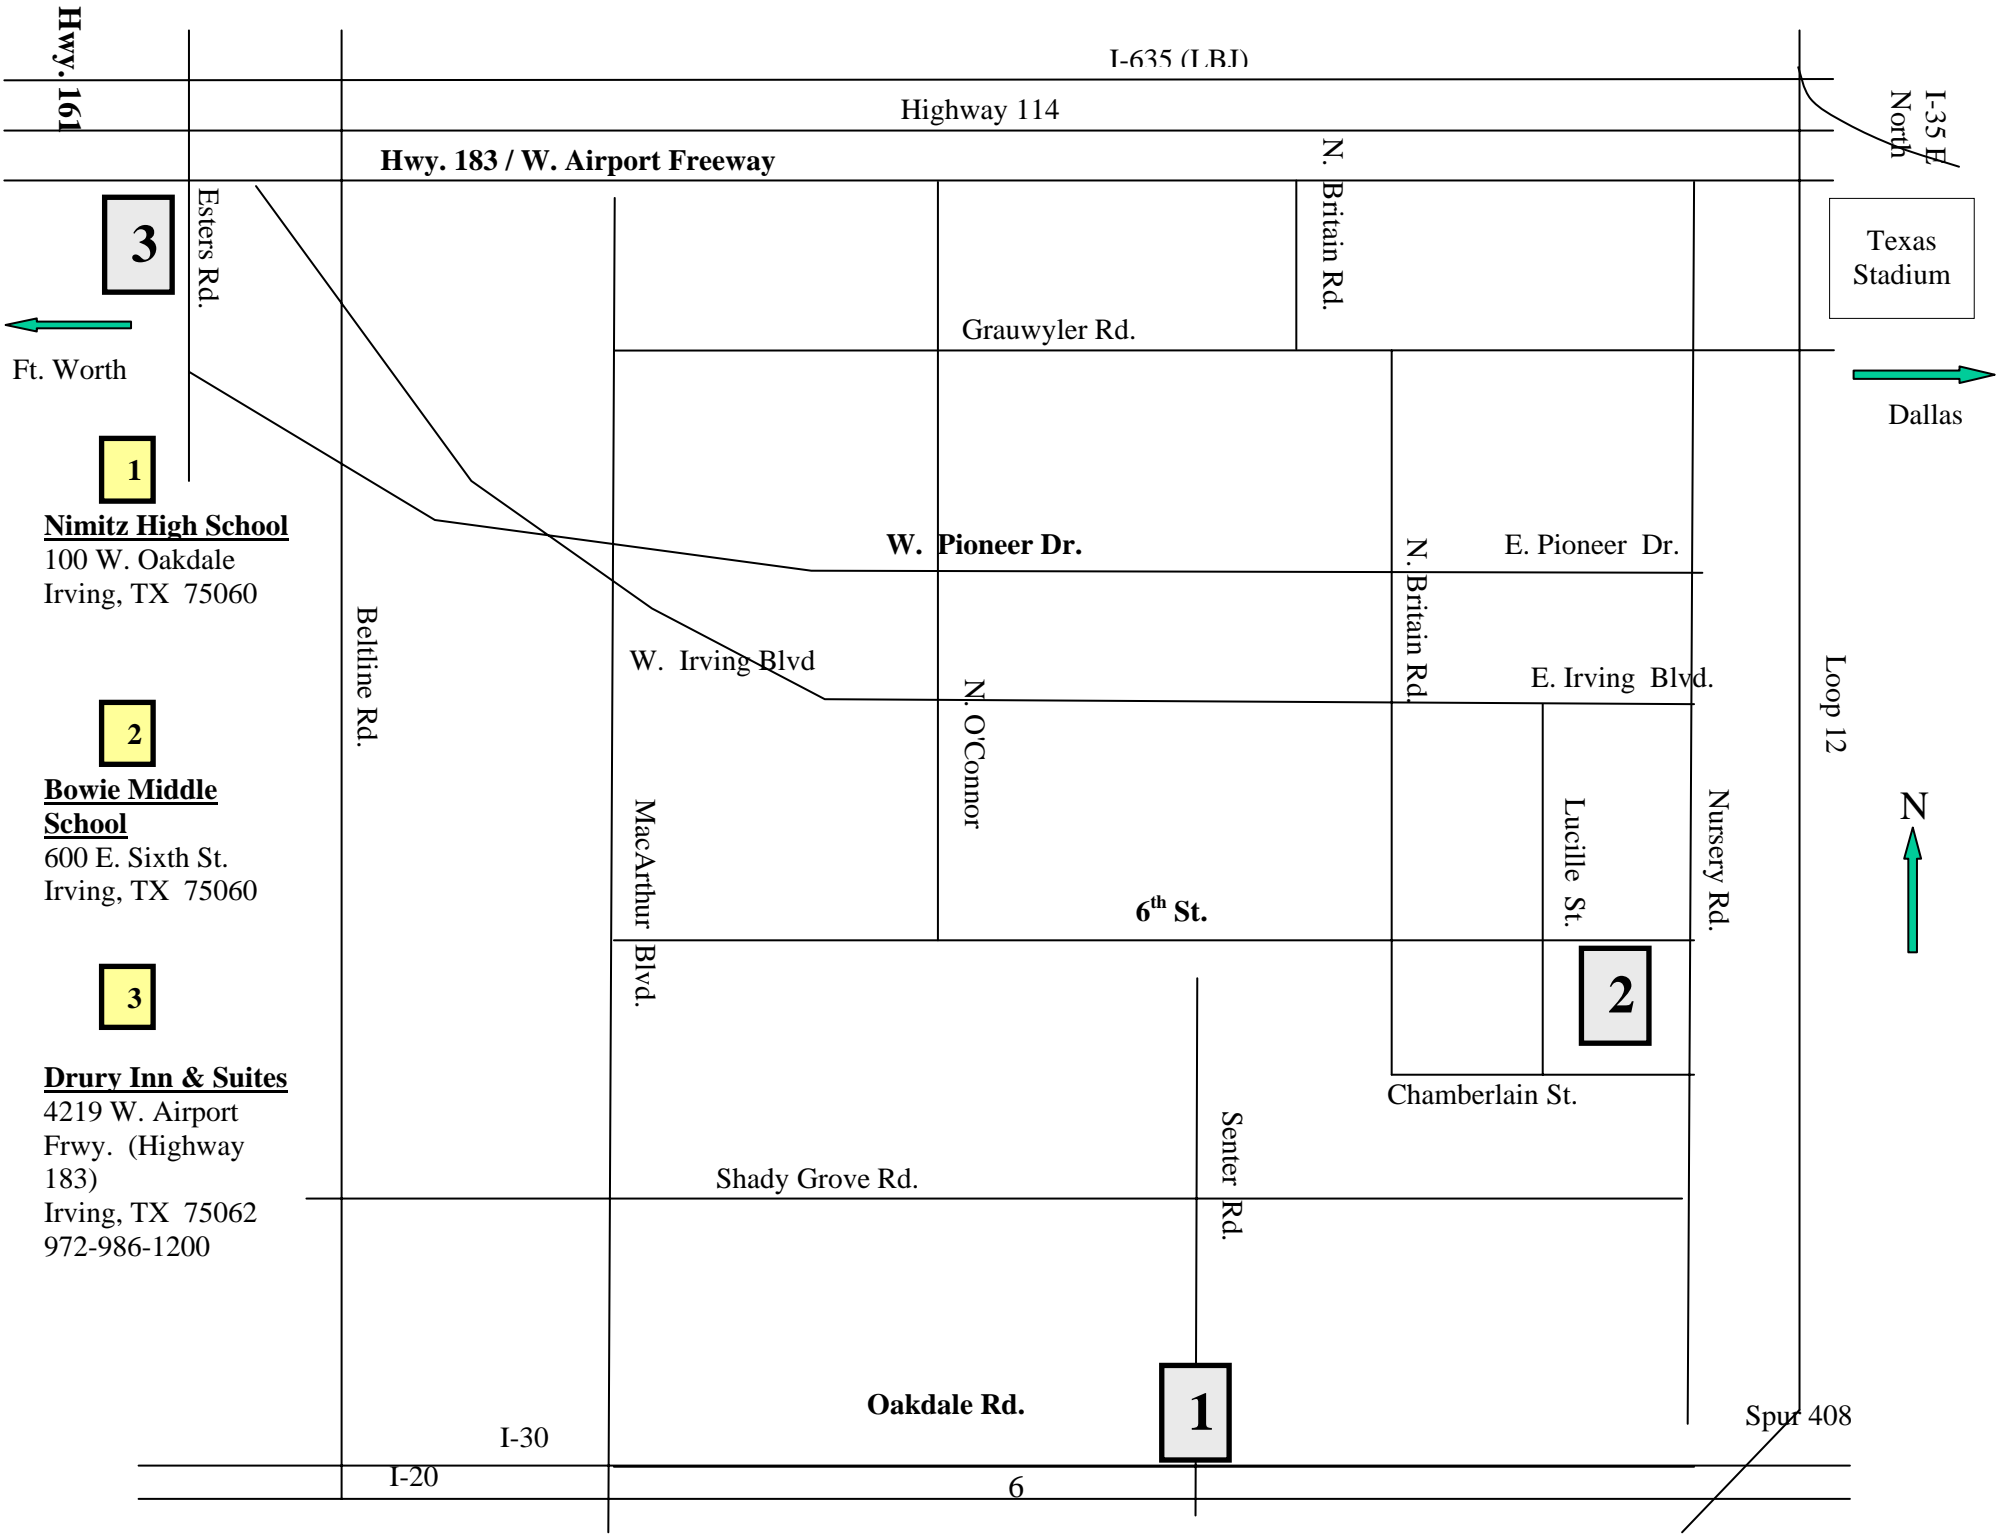 Hwy. 161
I-635 (LBJ)
Highway 114
I-35 E
North
Hwy. 183 / W. Airport Freeway
N. Britain Rd.
3
Esters Rd.
Texas
Stadium
Grauwyler Rd.
Ft. Worth
Dallas
1
Nimitz High School
100 W. Oakdale
Irving, TX 75060
W. Pioneer Dr.
N. Britain Rd.
E. Pioneer Dr.
Beltline Rd.
W. Irving Blvd
N. O'Connor
E. Irving Blvd.
Loop 12
2
Bowie Middle
School
600 E. Sixth St.
Irving, TX 75060
MacArthur Blvd.
Lucille St.
Nursery Rd.
N
6th St.
2
3
Drury Inn & Suites
4219 W. Airport
Frwy. (Highway
183)
Irving, TX 75062
972-986-1200
Chamberlain St.
Senter Rd.
Shady Grove Rd.
Oakdale Rd.
1
Spur 408
I-30
I-20
6